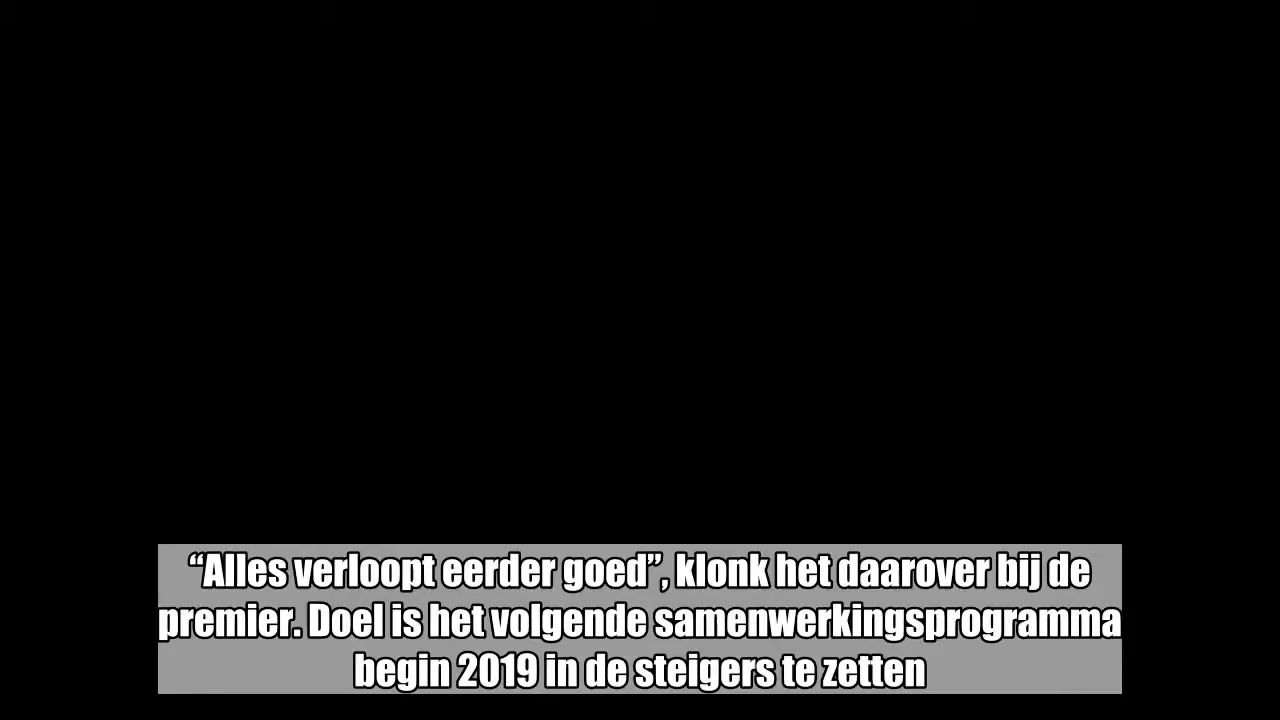 “Alles verloopt eerder goed”, klonk het daarover bij de
premier. Doel is het volgende samenwerkingsprogramma
begin 2019 in de steigers te zetten